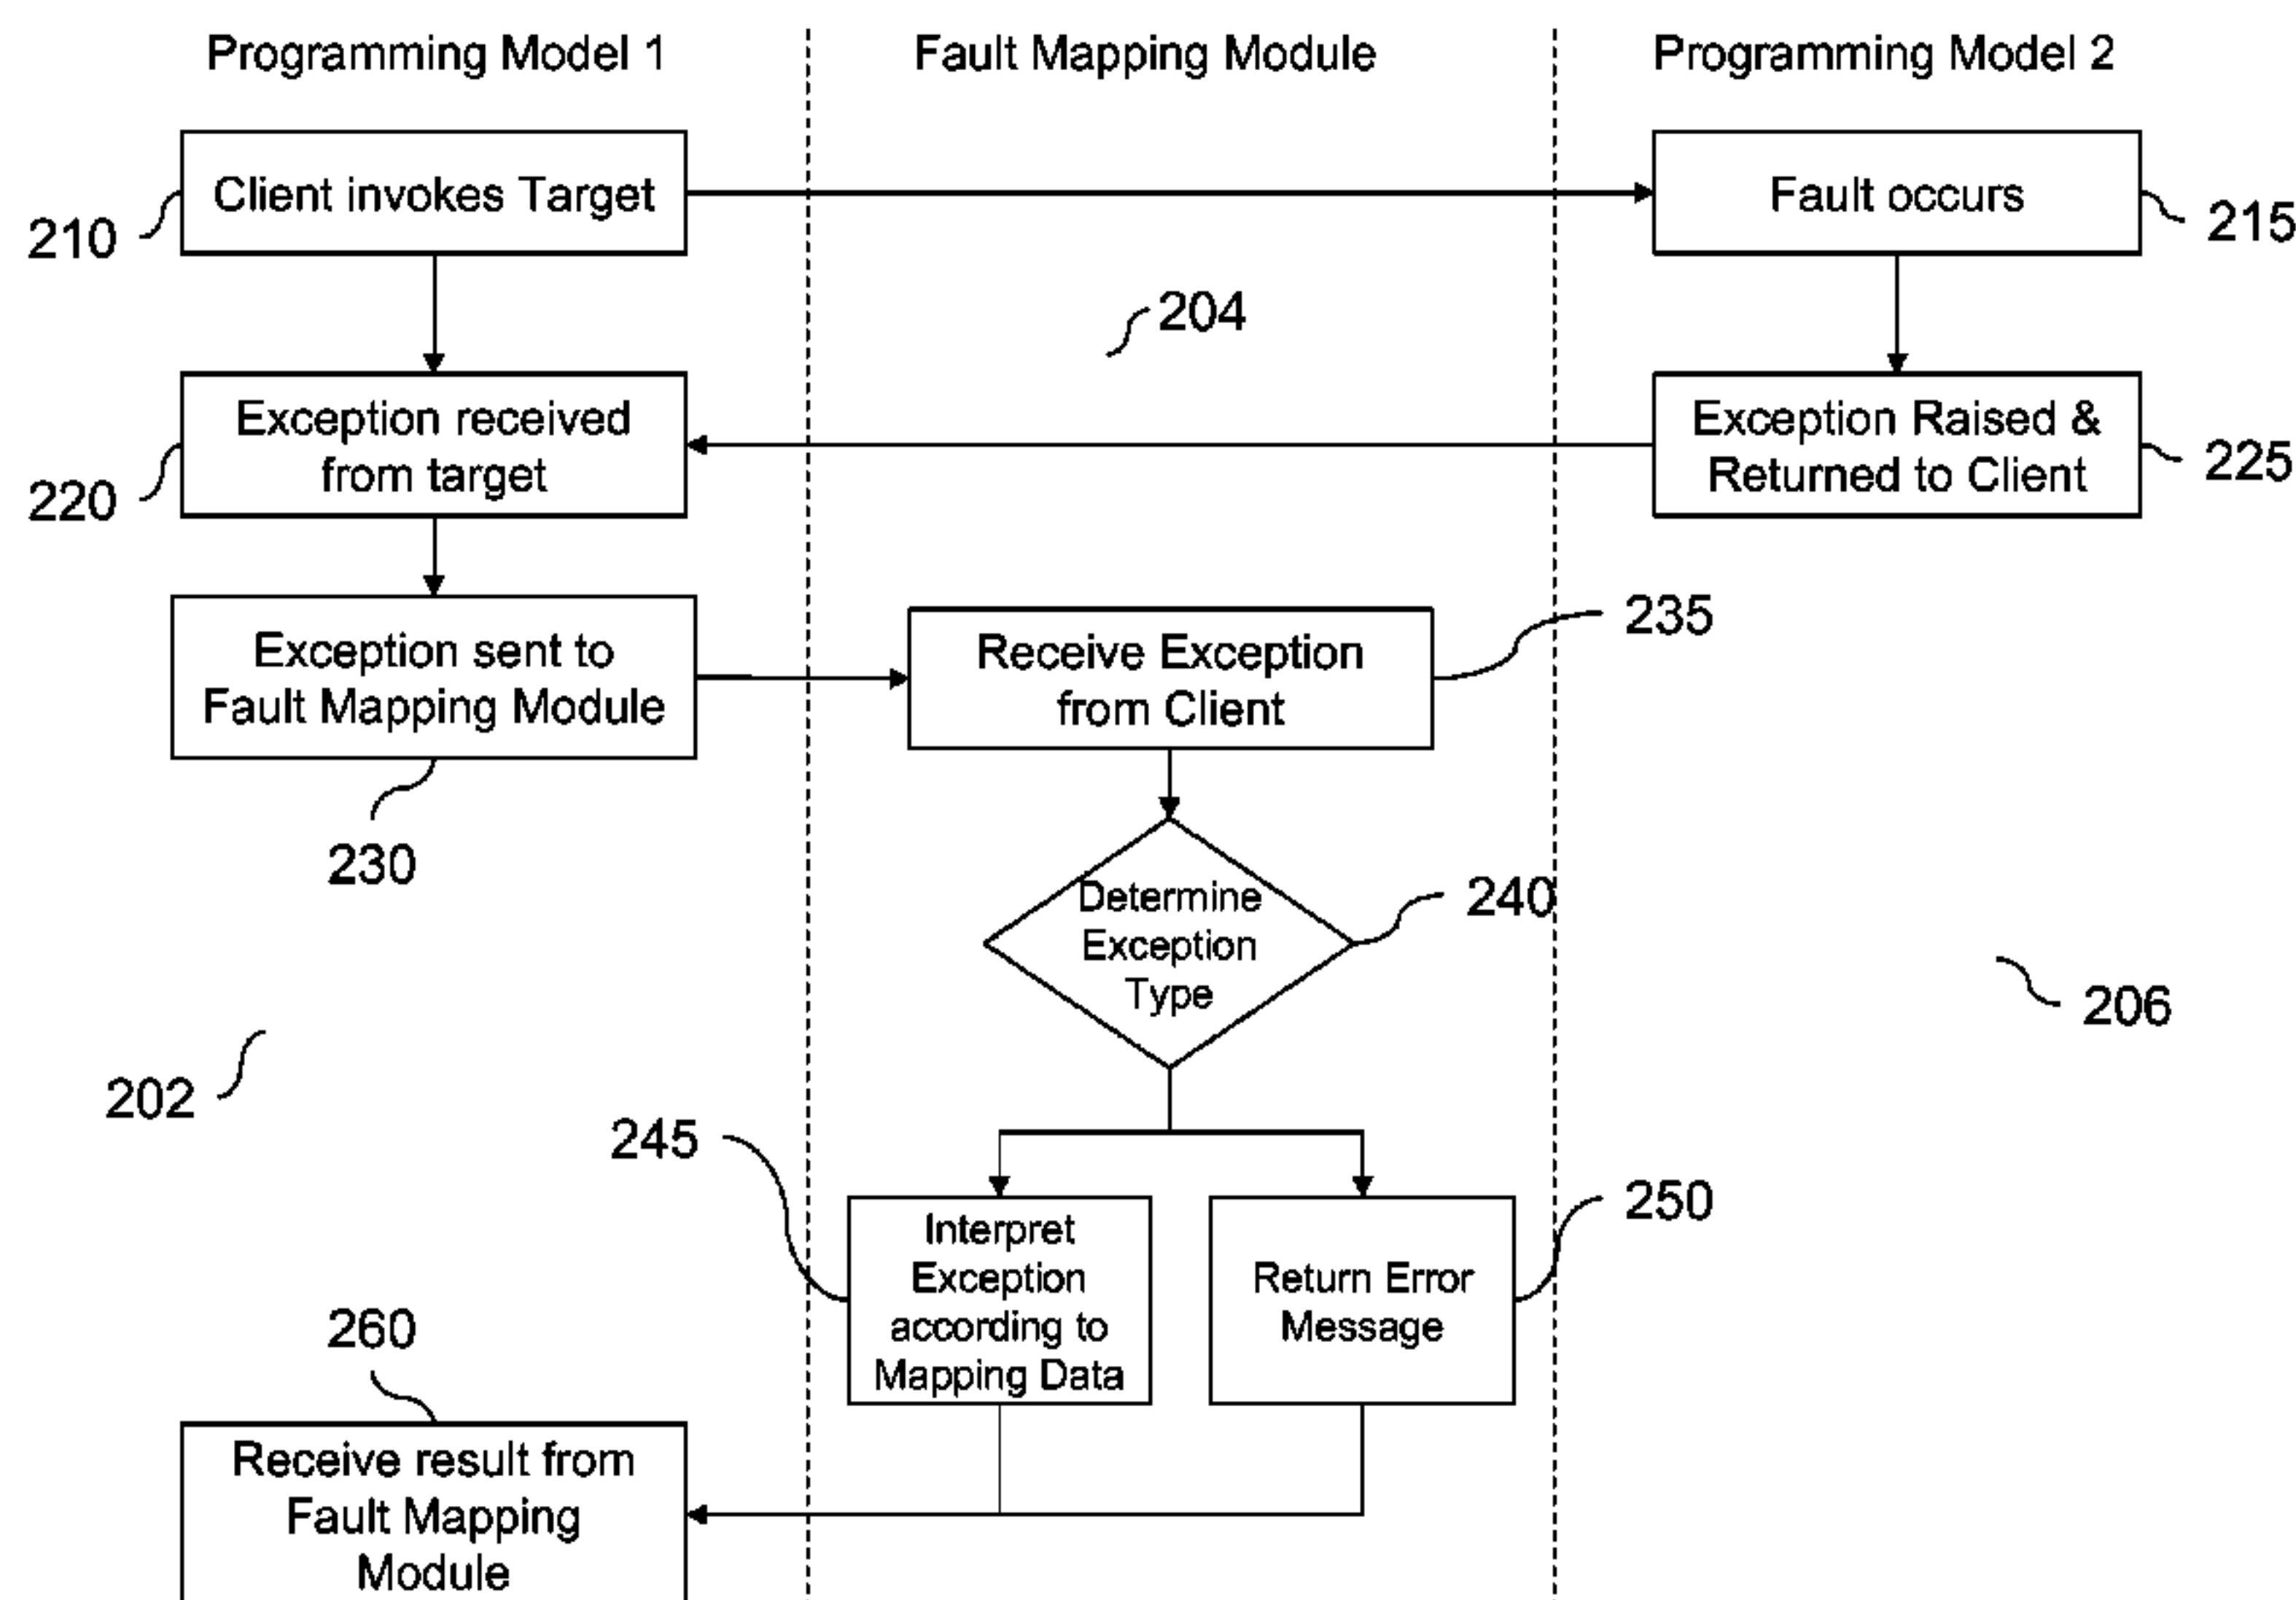 Programming Model 1
Fault Mapping Module
Programming Model 2
Client invokes Target
Fault occurs
210
215
204
Exception received
from target
Exception Raised &
Returned to Client
220
225
Exception sent to
Fault Mapping Module
Receive Exception
from Client
235
230
Determine
Exception
Type
240
206
202
245
Interpret
Exception
according to
Mapping Data
Return Error
Message
250
260
Receive result from
Fault Mapping
Module